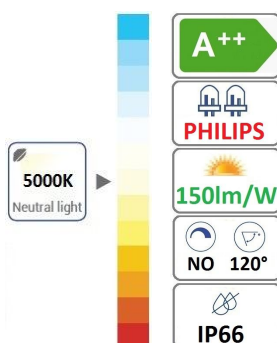 A++
PHILIPS
5000K
Neutral light
150lm/W
NO 120°
IP66